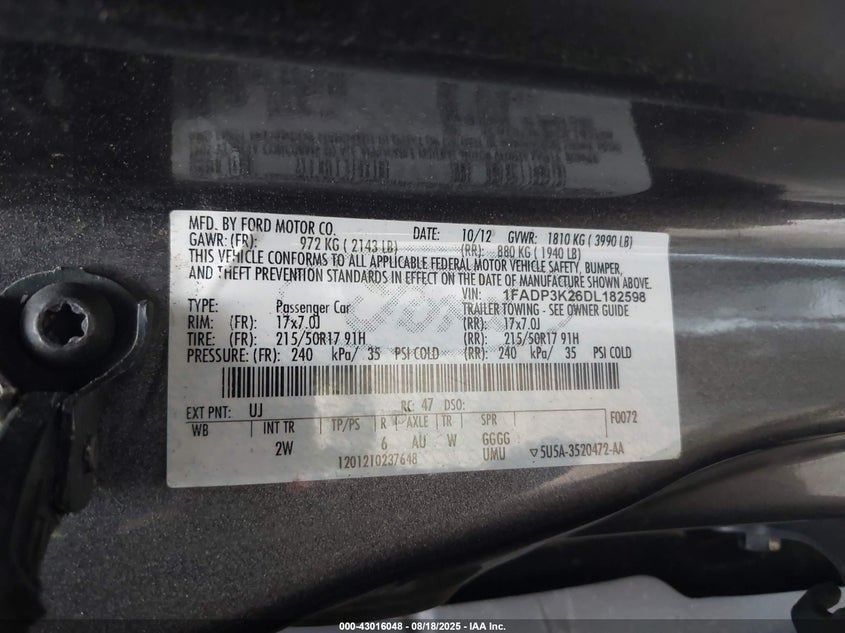 MFD. BY FORD MOTOR CO. DATE: 10/12 GVWR: 1810 KG ( 3990 LB)
GAWR: (FR): 972 KG ( 2143 LB) (RR): 880 KG ( 1940 LB)
THIS VEHICLE CONFORMS TO ALL APPLICABLE FEDERAL MOTOR VEHICLE SAFETY, BUMPER,
AND THEFT PREVENTION STANDARDS IN EFFECT ON THE DATE OF MANUFACTURE SHOWN ABOVE.
VIN: 1FADP3K26DL182598
TYPE: Passenger Car TRAILER TOWING - SEE OWNER GUIDE
RIM: (FR): 17x7.0J (RR): 17x7.0J
TIRE: (FR): 215/50R17 91H (RR): 215/50R17 91H
PRESSURE: (FR): 240 kPa/ 35 PSI COLD (RR): 240 kPa/ 35 PSI COLD
EXT PNT: UJ RC: 47 DSO: F0072
WB INT TR TP/PS R AXLE TR SPR
2W 6 AU W GGGG
1201210237648 UMU ▽5U5A-3520472-AA
000-43016048 - 08/18/2025 - IAA Inc.